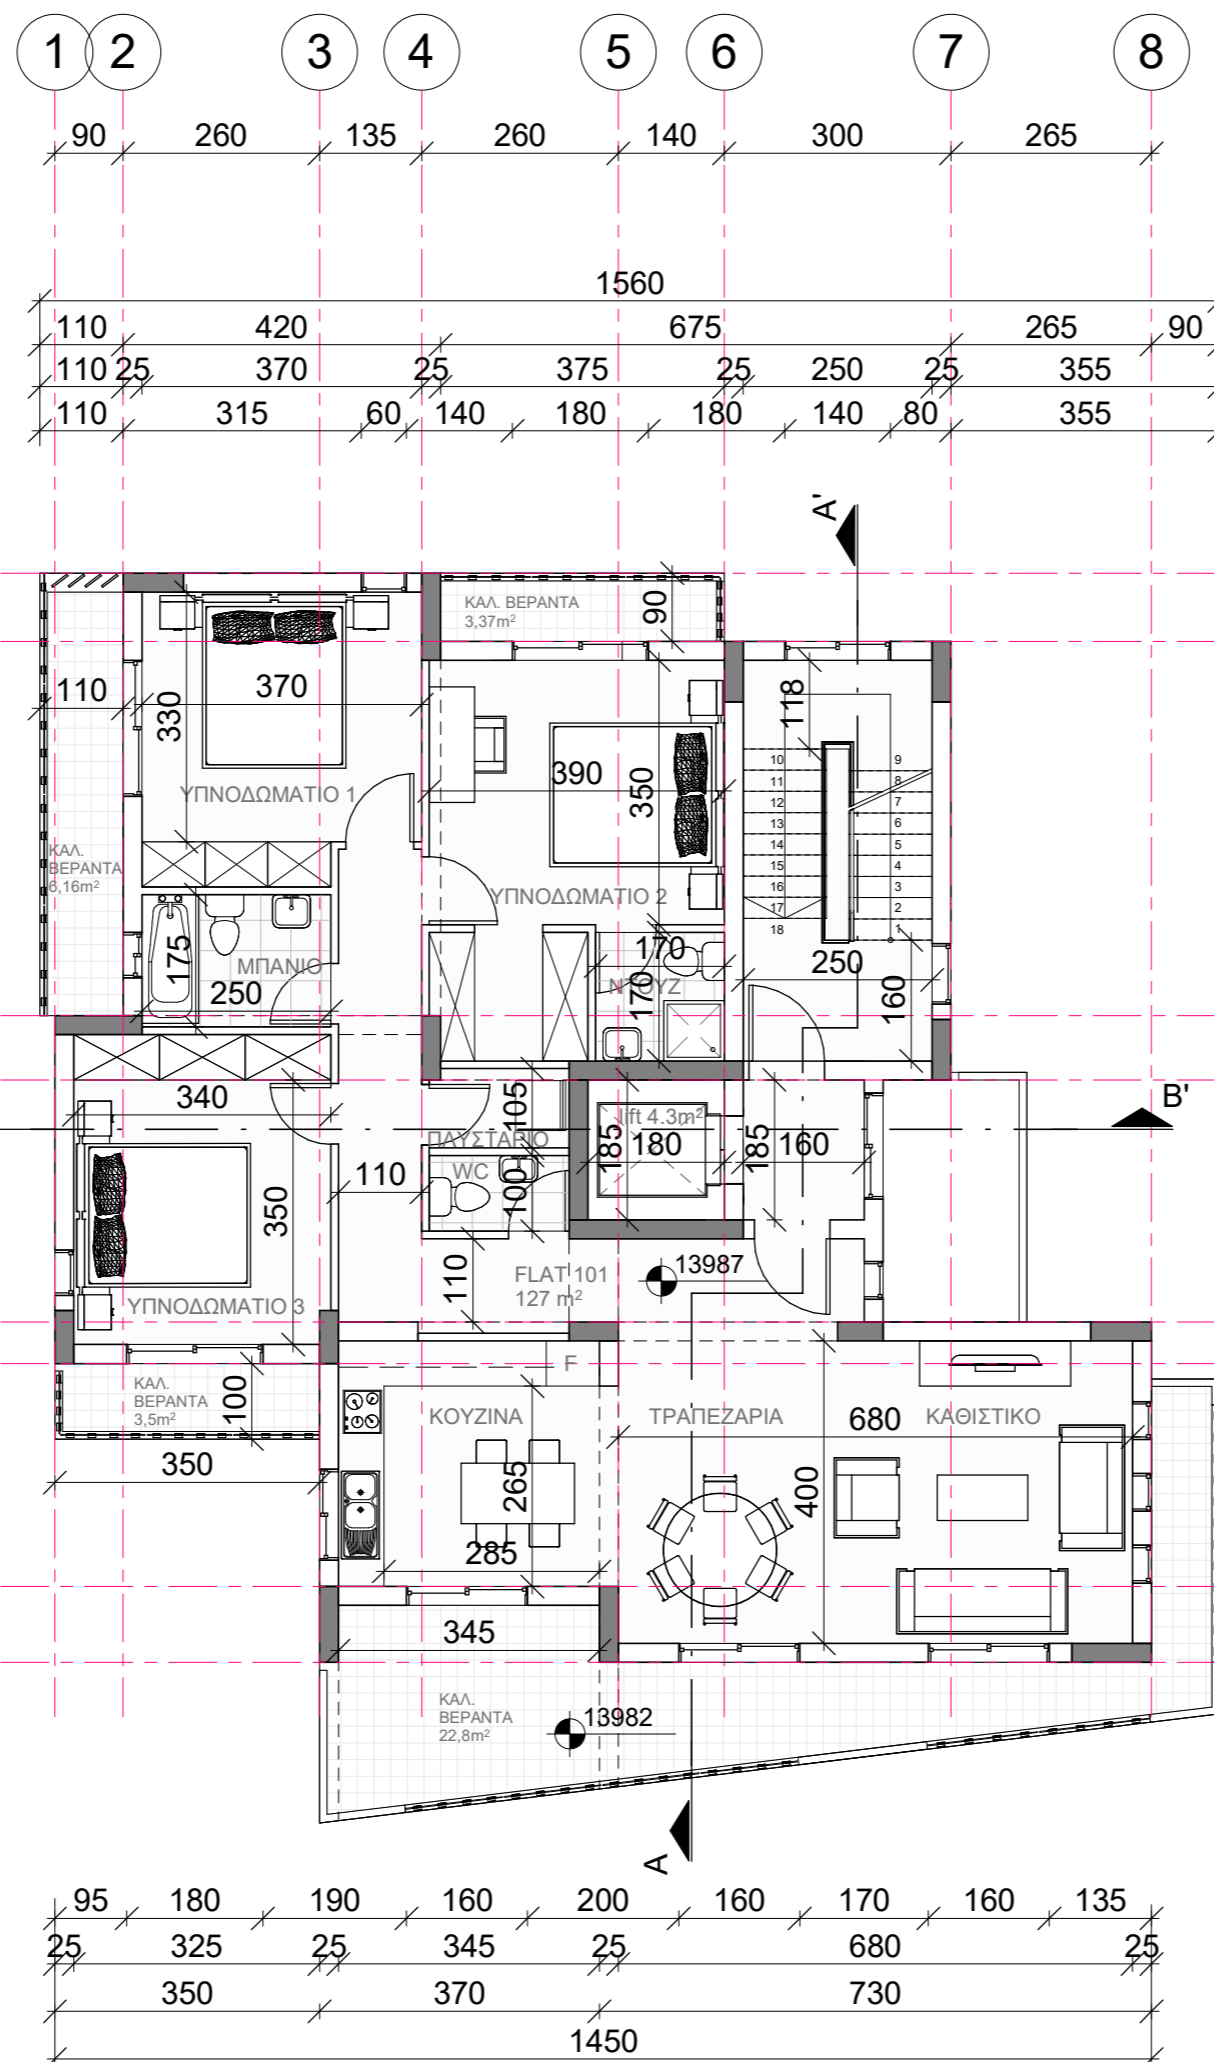 1 2 3 4 5 6 7 8
90 260 135 260 140 300 265
1560
110 420 675 265 90
110 25 370 25 375 25 250 25 355
110 315 60 140 180 180 140 80 355
A'
ΚΑΛ. ΒΕΡΑΝΤΑ
3,37m²
90
110
370
330
118
390
350
ΥΠΝΟΔΩΜΑΤΙΟ 1
10 9
11 8
12 7
13 6
14 5
15 4
16 3
17 2
18 1
ΚΑΛ.
ΒΕΡΑΝΤΑ
6,16m²
ΥΠΝΟΔΩΜΑΤΙΟ 2
175
ΜΠΑΝΙΟ
250
170
ΝΤΟΥΖ
170
250
160
340
105
ΠΛΥΣΤΑΡΙΟ
lift 4.3m²
185
180
185
160
B'
WC
100
110
350
110
FLAT 101
127 m²
13987
ΥΠΝΟΔΩΜΑΤΙΟ 3
F
ΚΑΛ.
ΒΕΡΑΝΤΑ
3,5m²
100
350
ΚΟΥΖΙΝΑ
ΤΡΑΠΕΖΑΡΙΑ
680
ΚΑΘΙΣΤΙΚΟ
265
400
285
345
ΚΑΛ.
ΒΕΡΑΝΤΑ
22,8m²
13982
A
95 180 190 160 200 160 170 160 135
25 325 25 345 25 680 25
350 370 730
1450